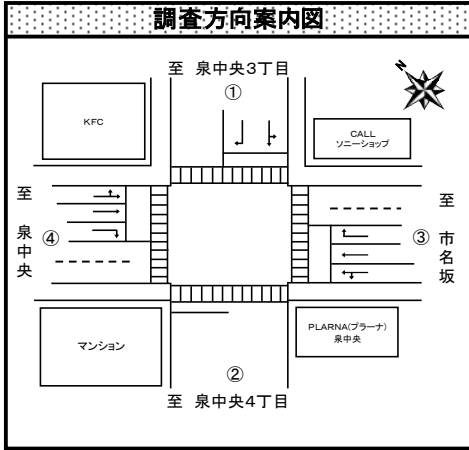 調査方向案内図
至 泉中央3丁目
①
N
KFC
CALL
ソニーショップ
至 泉中央
④
③
至 市名坂
マンション
PLARNA(プラーナ)
泉中央
②
至 泉中央4丁目